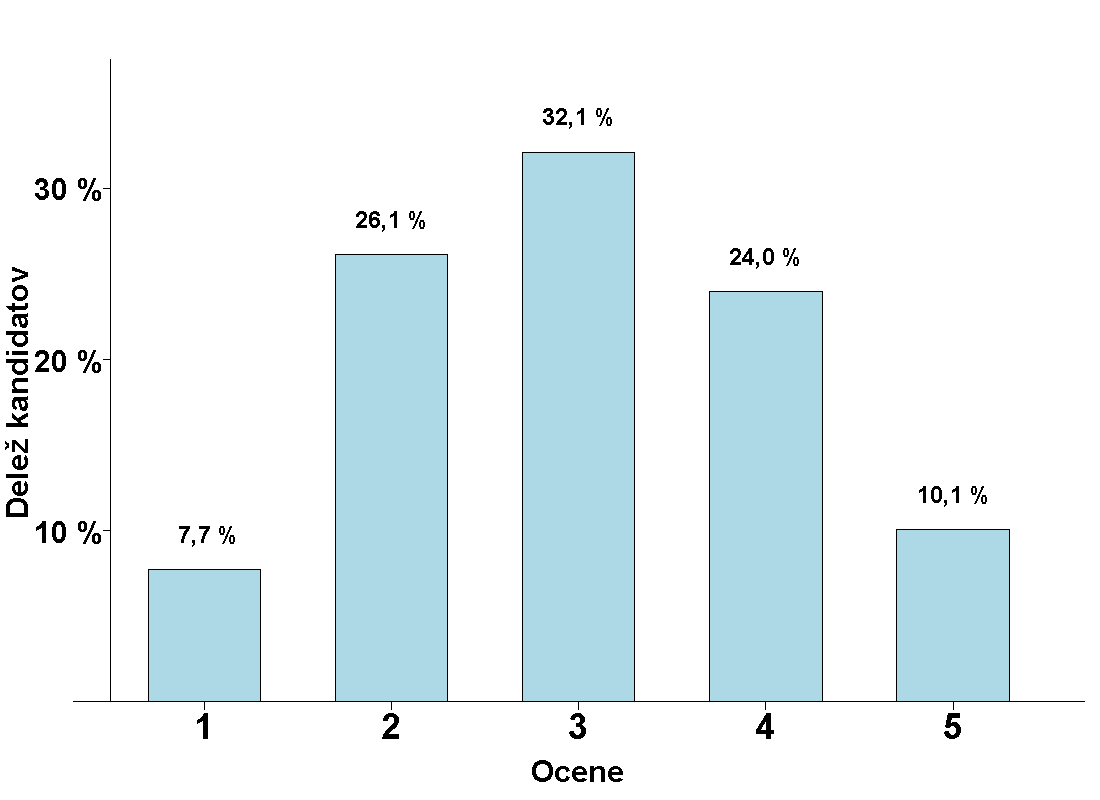 32,1 %
30 %
26,1 %
24,0 %
20 %
Delež kandidatov
10,1 %
10 %
7,7 %
1 2 3 4 5
Ocene